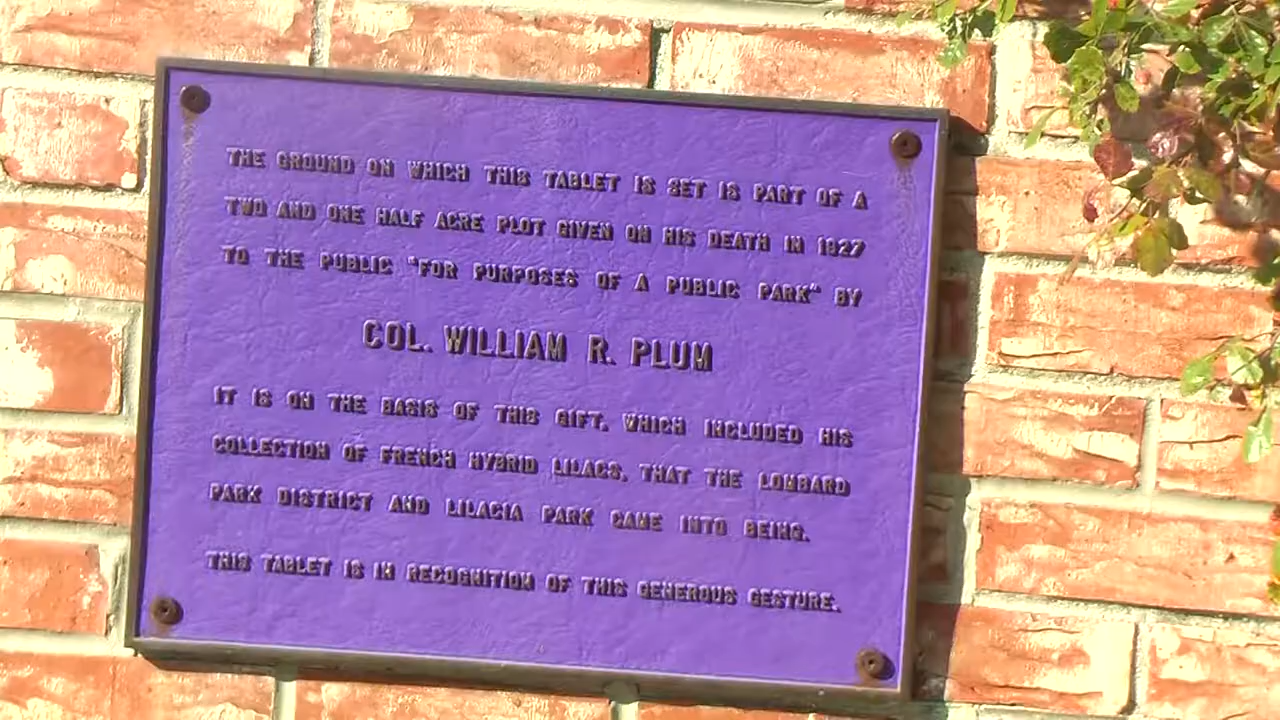 THE GROUND ON WHICH THIS TABLET IS SET IS PART OF A
TWO AND ONE HALF ACRE PLOT GIVEN ON HIS DEATH IN 1927
TO THE PUBLIC "FOR PURPOSES OF A PUBLIC PARK" BY
COL. WILLIAM R. PLUM
IT IS ON THE BASIS OF THIS GIFT, WHICH INCLUDED HIS
COLLECTION OF FRENCH HYBRID LILACS, THAT THE LOMBARD
PARK DISTRICT AND LILACIA PARK CAME INTO BEING.
THIS TABLET IS IN RECOGNITION OF THIS GENEROUS GESTURE.